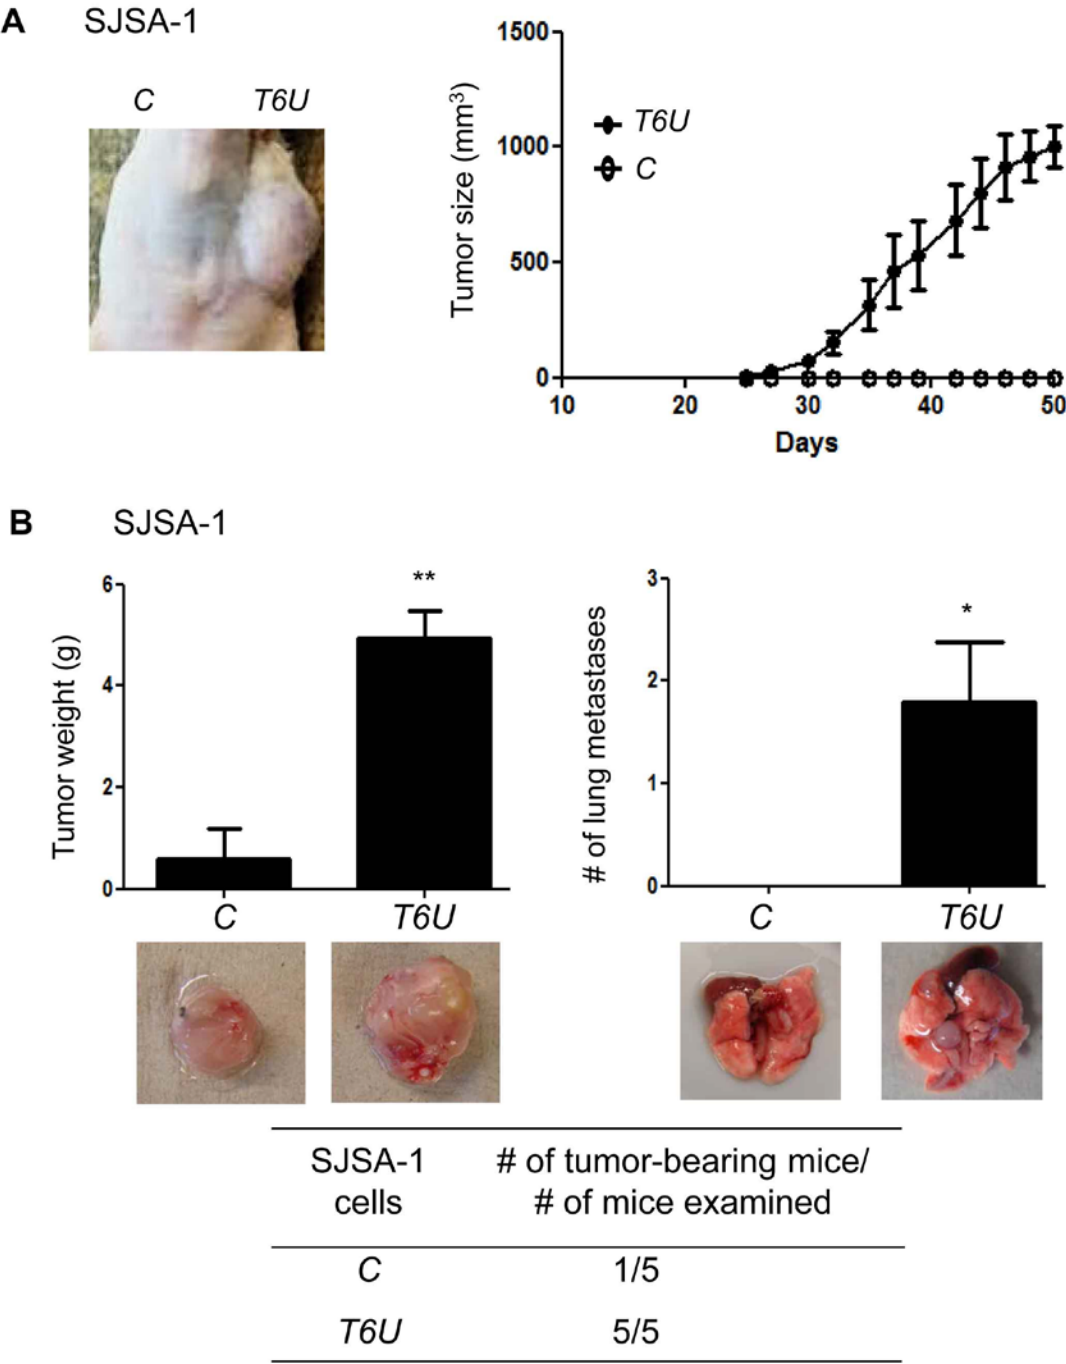 A SJSA-1
C T6U
1500
1000
500
0
Tumor size (mm³)
T6U
C
10 20 30 40 50
Days
B SJSA-1
6
4
2
0
Tumor weight (g)
**
C T6U
3
2
1
0
# of lung metastases
*
C T6U
SJSA-1 # of tumor-bearing mice/
cells # of mice examined
C 1/5
T6U 5/5